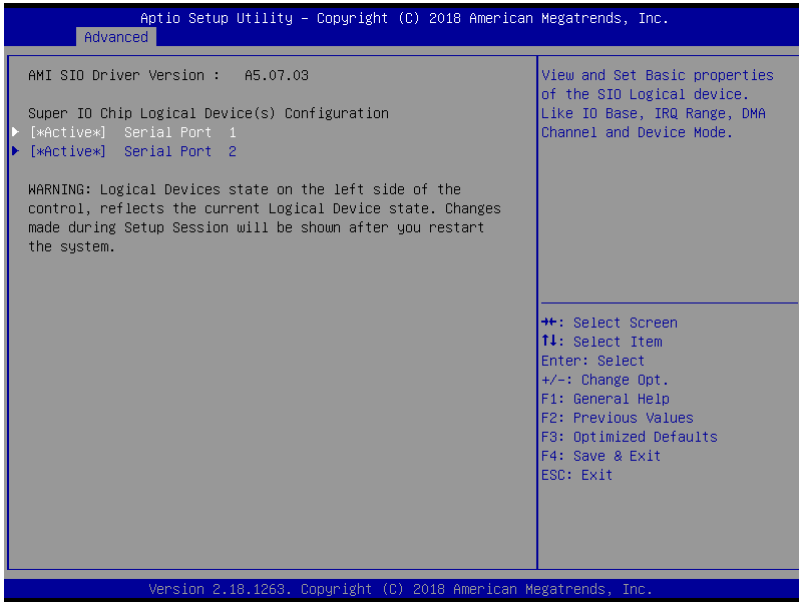 Aptio Setup Utility – Copyright (C) 2018 American Megatrends, Inc.
Advanced
AMI SIO Driver Version : A5.07.03
Super IO Chip Logical Device(s) Configuration
[*Active*] Serial Port 1
[*Active*] Serial Port 2
WARNING: Logical Devices state on the left side of the
control, reflects the current Logical Device state. Changes
made during Setup Session will be shown after you restart
the system.
View and Set Basic properties
of the SIO Logical device.
Like IO Base, IRQ Range, DMA
Channel and Device Mode.
→←: Select Screen
↑↓: Select Item
Enter: Select
+/-: Change Opt.
F1: General Help
F2: Previous Values
F3: Optimized Defaults
F4: Save & Exit
ESC: Exit
Version 2.18.1263. Copyright (C) 2018 American Megatrends, Inc.